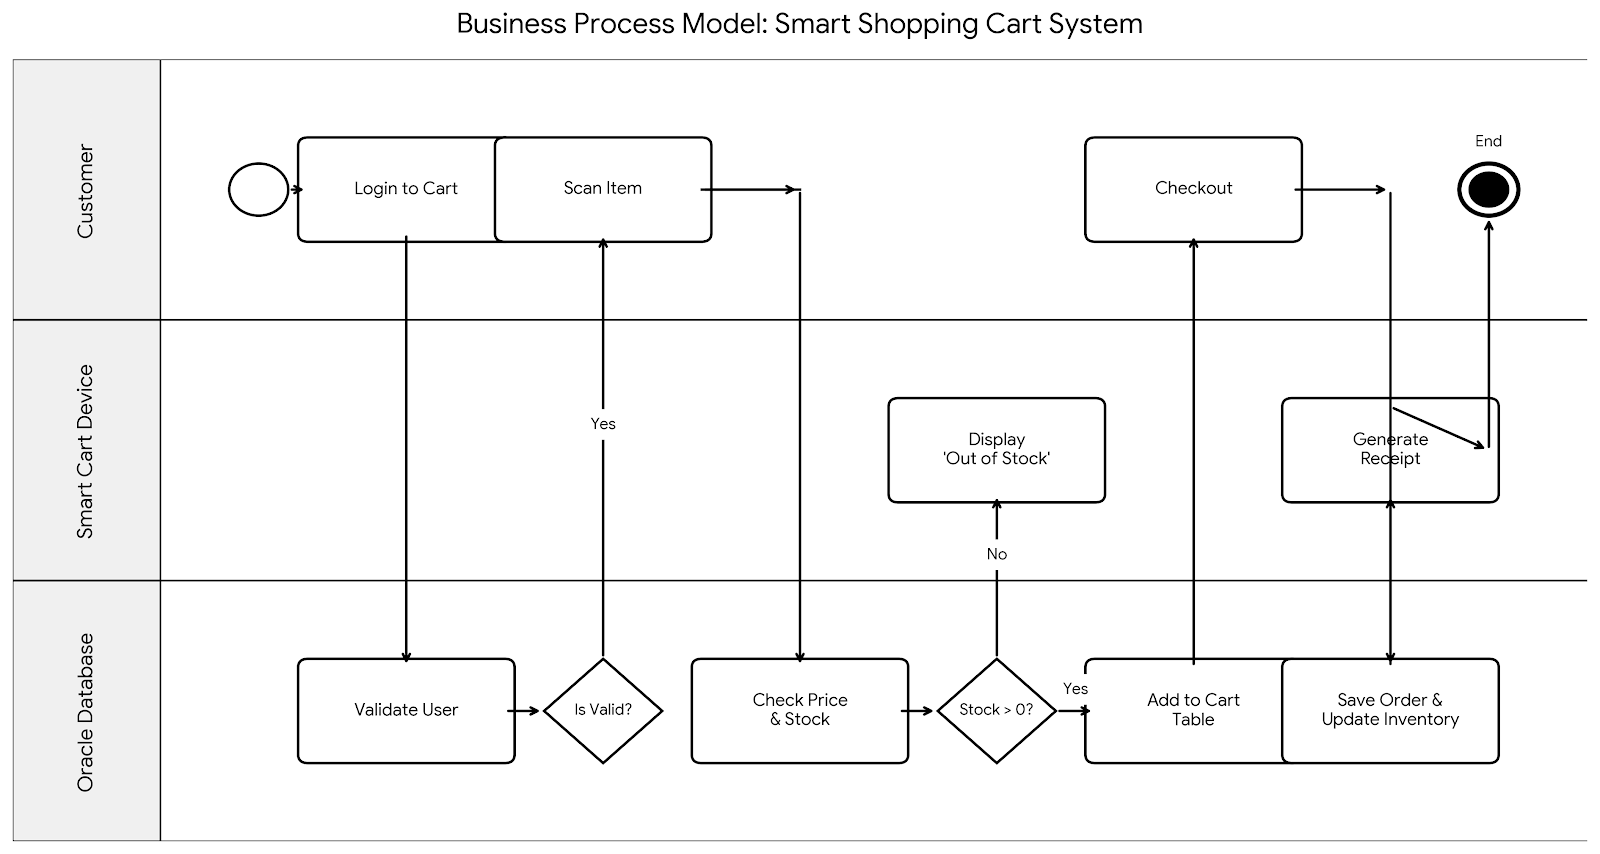 Business Process Model: Smart Shopping Cart System
Customer
Login to Cart
Scan Item
Checkout
End
Smart Cart Device
Yes
Display
'Out of Stock'
Generate
Receipt
No
Oracle Database
Validate User
Is Valid?
Check Price
& Stock
Stock > 0?
Yes
Add to Cart
Table
Save Order &
Update Inventory